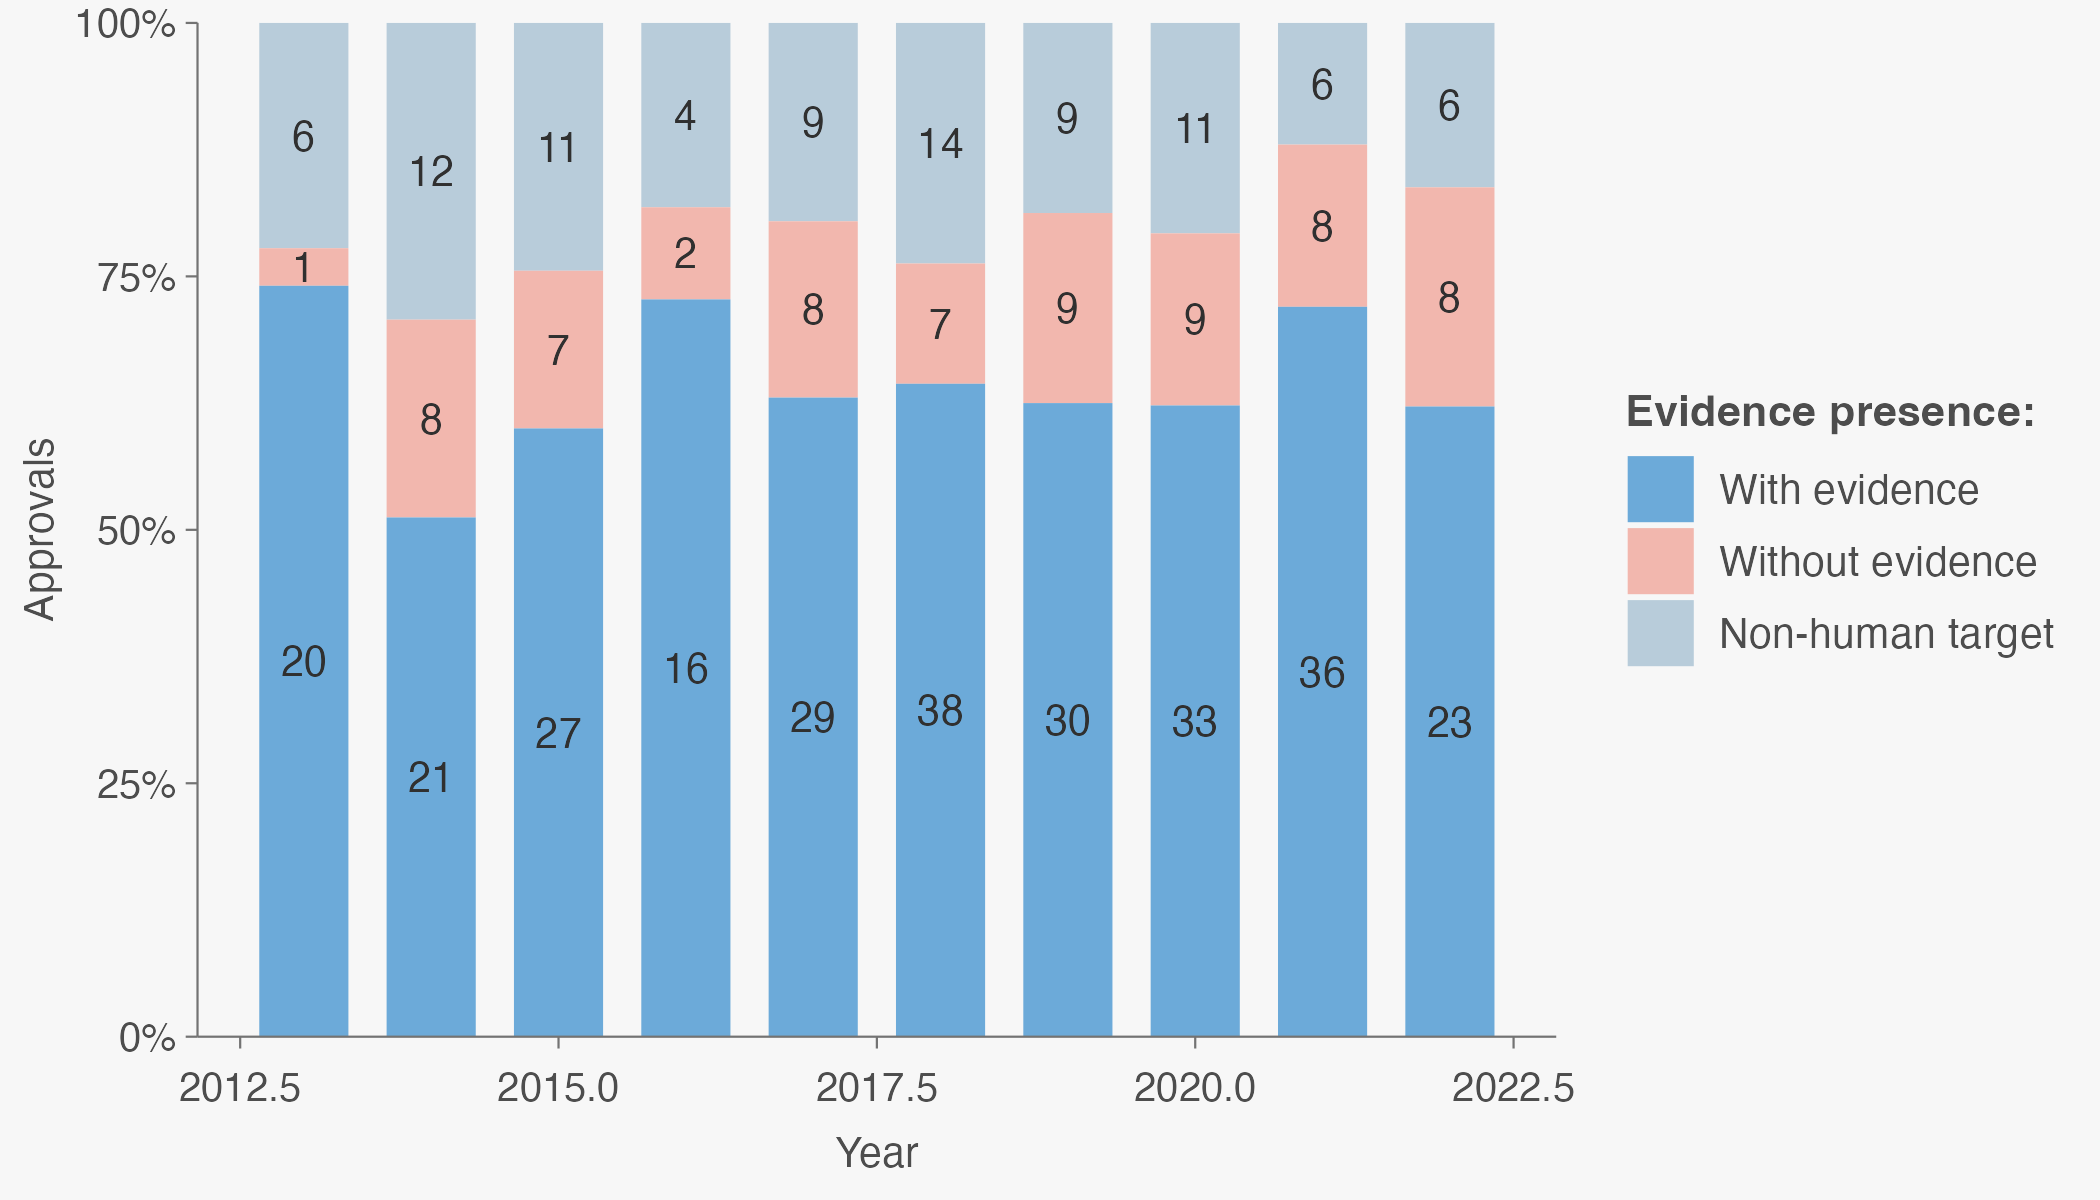 100%
75%
50%
25%
0%
Approvals
6 12 11 4 9 14 9 11 6 6
1 8 7 2 8 7 9 9 8 8
20 21 27 16 29 38 30 33 36 23
2012.5 2015.0 2017.5 2020.0 2022.5
Year
Evidence presence:
With evidence
Without evidence
Non-human target